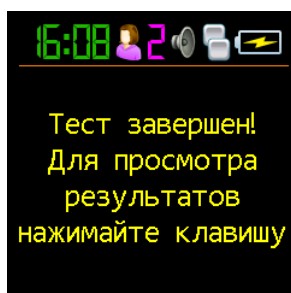 16:08 2
Тест завершен!
Для просмотра
результатов
нажимайте клавишу